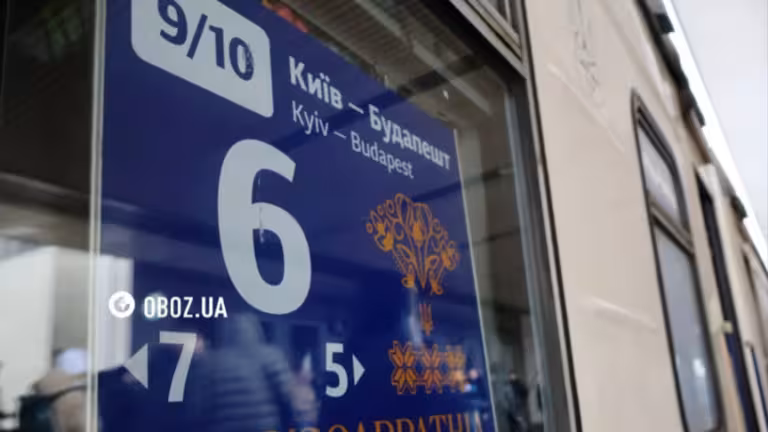 9/10
Київ – Будапешт
Kyiv – Budapest
6
OBOZ.UA
7
5